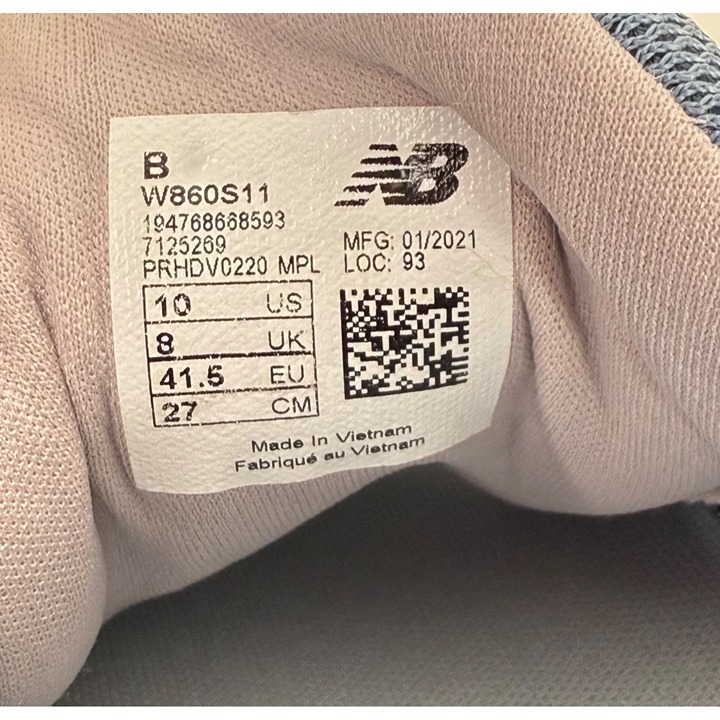 B
W860S11
194768668593
7125269
PRHDV0220 MPL
NB
MFG: 01/2021
LOC: 93
10 US
8 UK
41.5 EU
27 CM
Made In Vietnam
Fabriqué au Vietnam